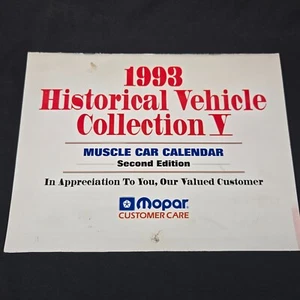 1993
Historical Vehicle
Collection V
MUSCLE CAR CALENDAR
Second Edition
In Appreciation To You, Our Valued Customer
Mopar
CUSTOMER CARE